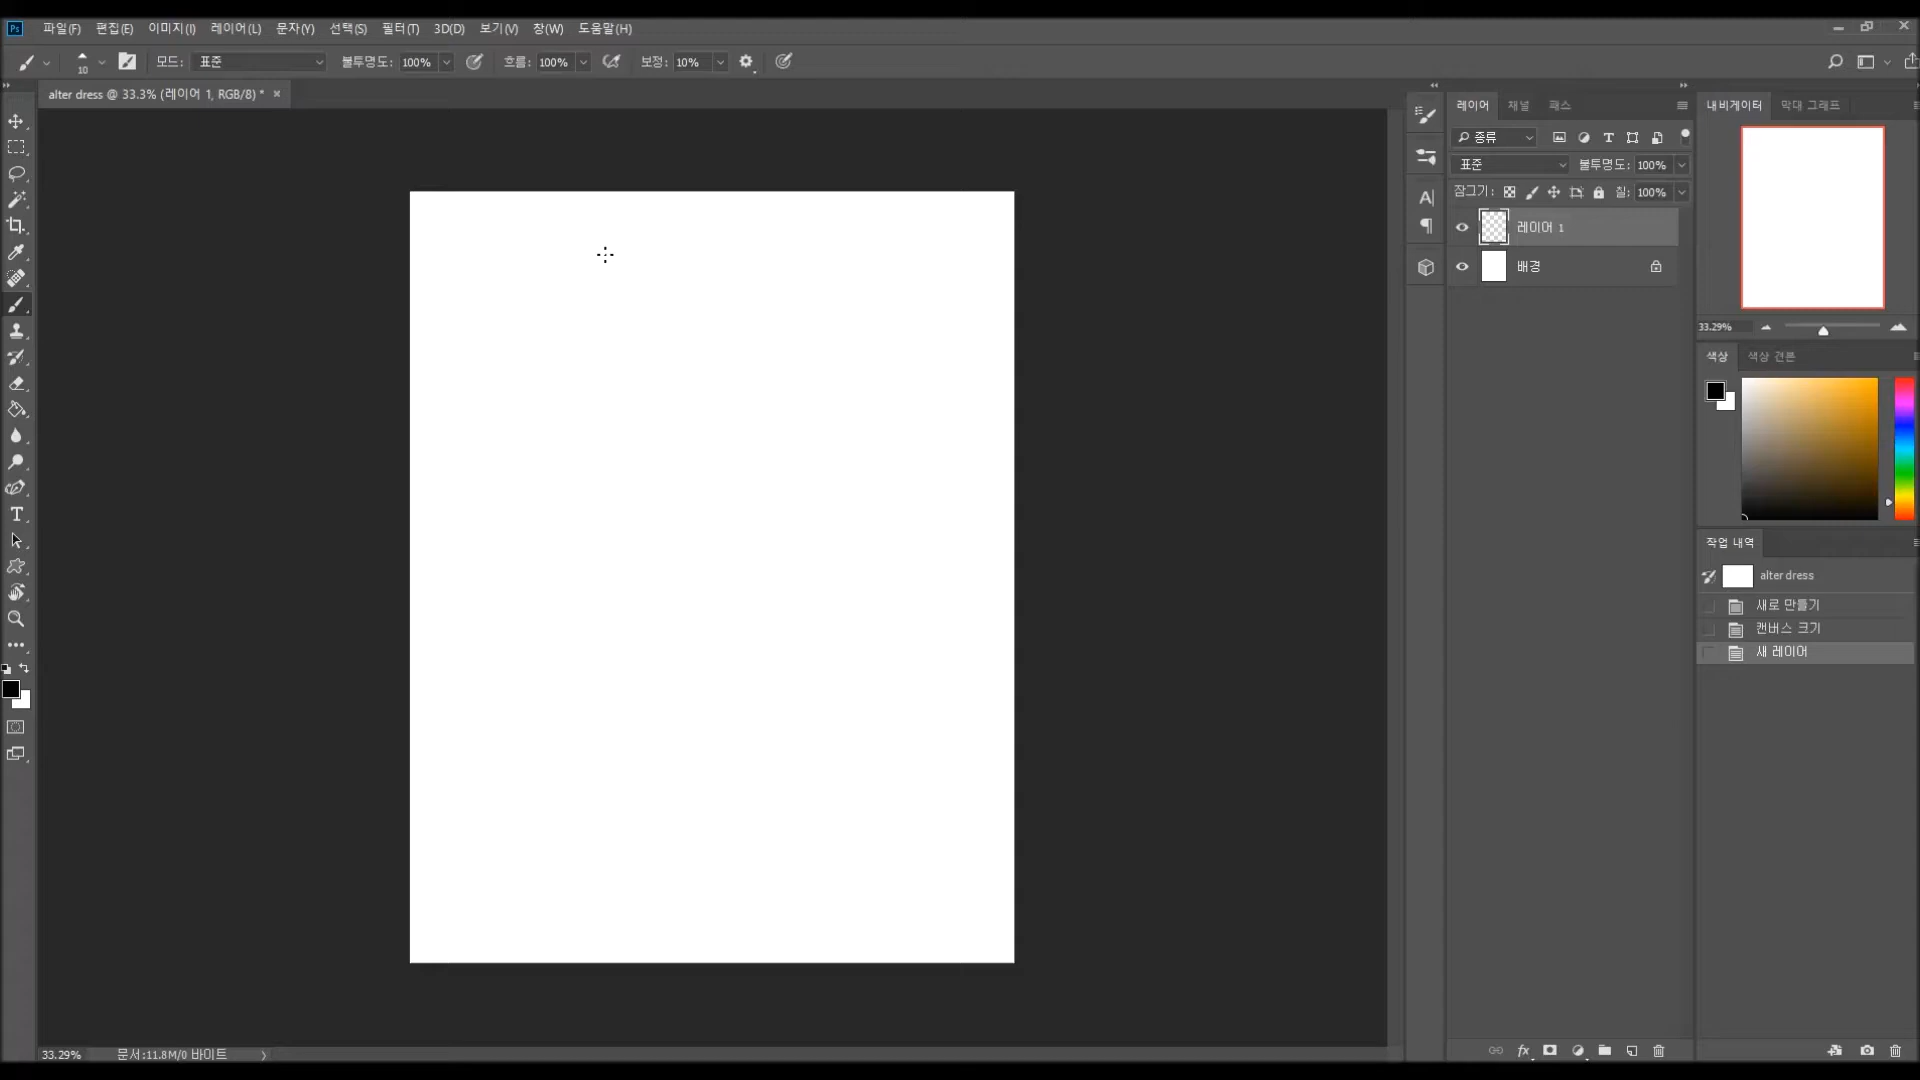 Ps 파일(F) 편집(E) 이미지(I) 레이어(L) 문자(Y) 선택(S) 필터(T) 3D(D) 보기(V) 창(W) 도움말(H)
10 모드: 표준 불투명도: 100% 흐름: 100% 보정: 10%
alter dress @ 33.3% (레이어 1, RGB/8) * ×
레이어 채널 패스
종류
표준 불투명도: 100%
잠그기: 칠: 100%
레이어 1
배경
내비게이터 막대 그래프
33.29%
색상 색상 견본
작업 내역
alter dress
새로 만들기
캔버스 크기
새 레이어
33.29% 문서:11.8M/0 바이트
fx